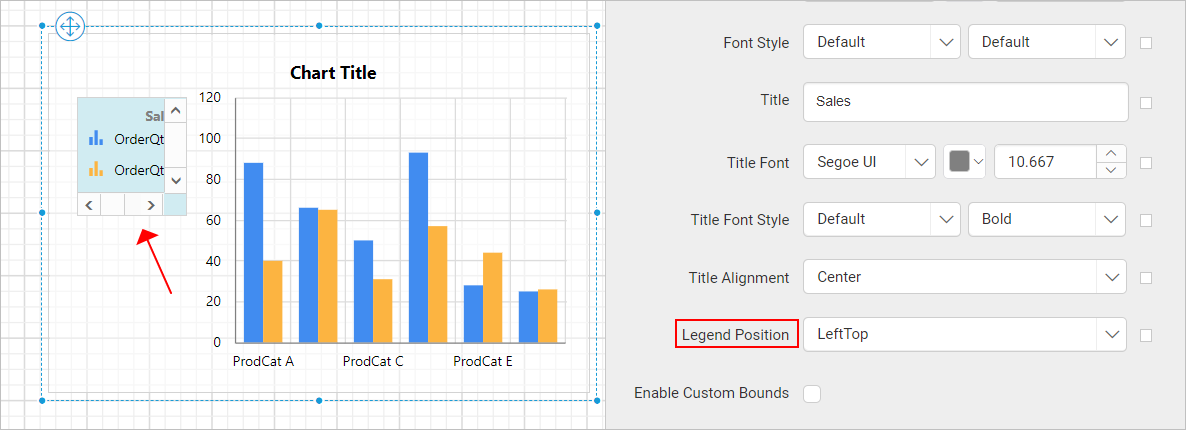 Chart Title
Sal
OrderQt
OrderQt
120
100
80
60
40
20
0
ProdCat A
ProdCat C
ProdCat E
Font Style
Default
Default
Title
Sales
Title Font
Segoe UI
10.667
Title Font Style
Default
Bold
Title Alignment
Center
Legend Position
LeftTop
Enable Custom Bounds